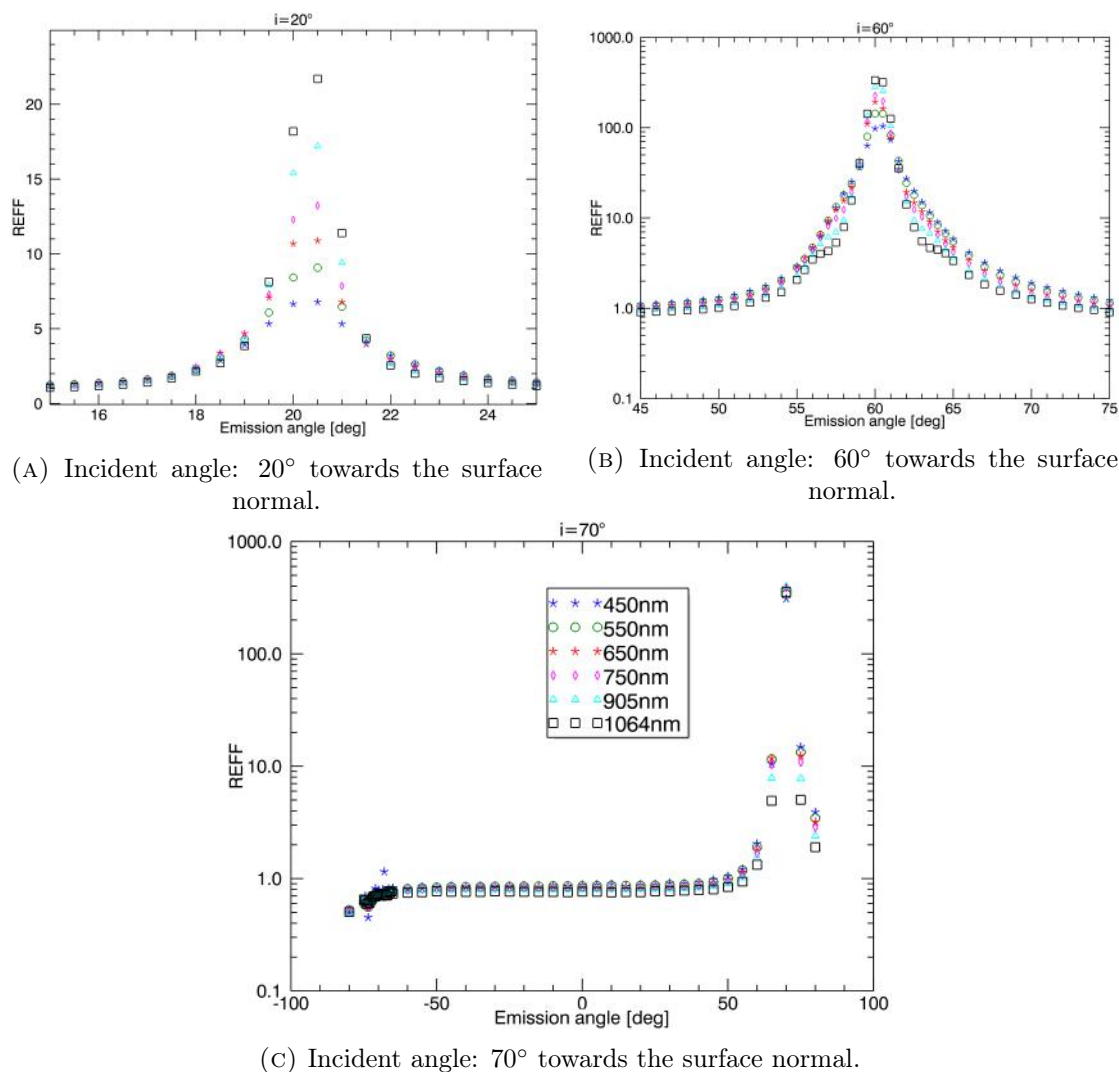 i=20°
REFF
20
15
10
5
0
16
18
20
22
24
Emission angle [deg]
(A) Incident angle: 20° towards the surface
normal.
i=60°
REFF
1000.0
100.0
10.0
1.0
0.1
45
50
55
60
65
70
75
Emission angle [deg]
(B) Incident angle: 60° towards the surface
normal.
i=70°
REFF
1000.0
100.0
10.0
1.0
0.1
450nm
550nm
650nm
750nm
905nm
1064nm
-100
-50
0
50
100
Emission angle [deg]
(C) Incident angle: 70° towards the surface normal.